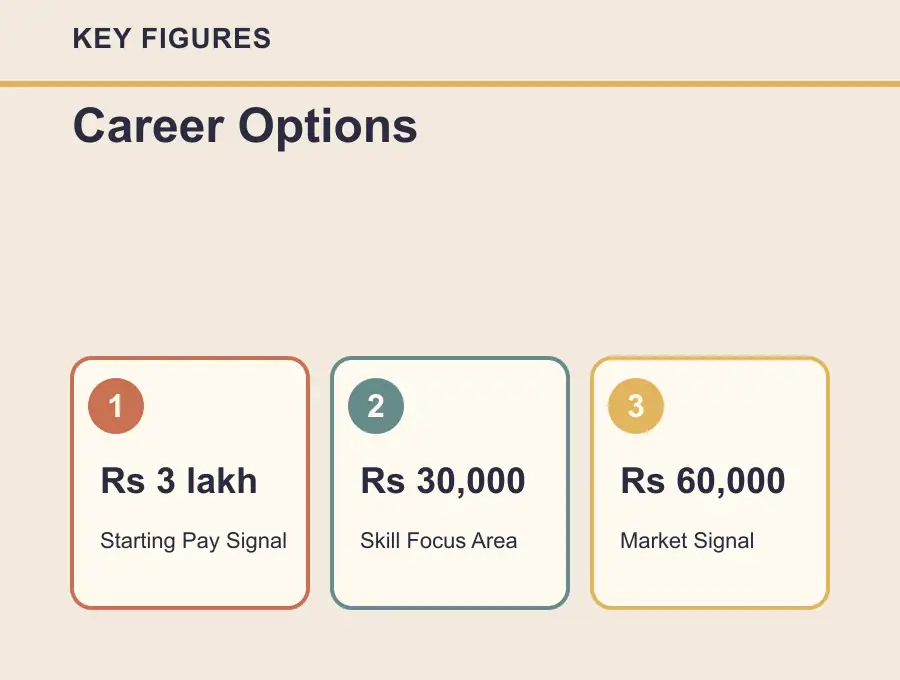 KEY FIGURES
Career Options
1
Rs 3 lakh
Starting Pay Signal
2
Rs 30,000
Skill Focus Area
3
Rs 60,000
Market Signal